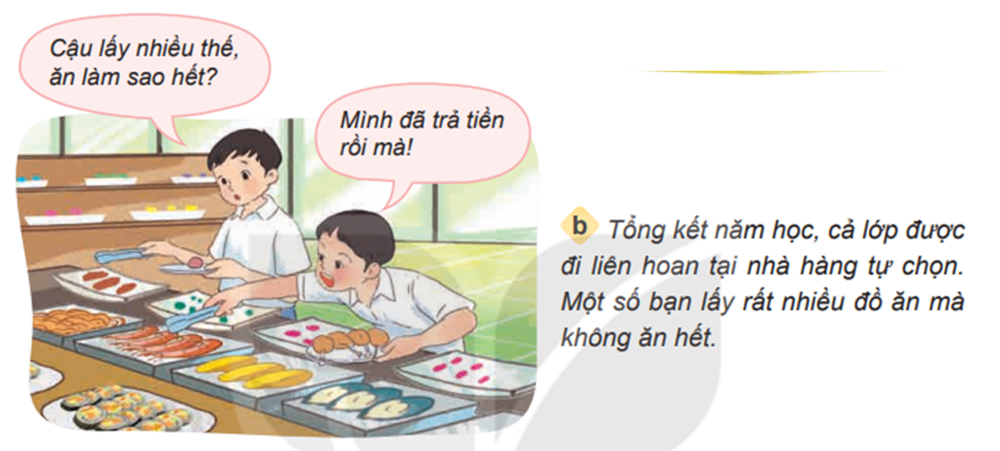 Cậu lấy nhiều thế,
ăn làm sao hết?
Mình đã trả tiền
rồi mà!
b Tổng kết năm học, cả lớp được
đi liên hoan tại nhà hàng tự chọn.
Một số bạn lấy rất nhiều đồ ăn mà
không ăn hết.